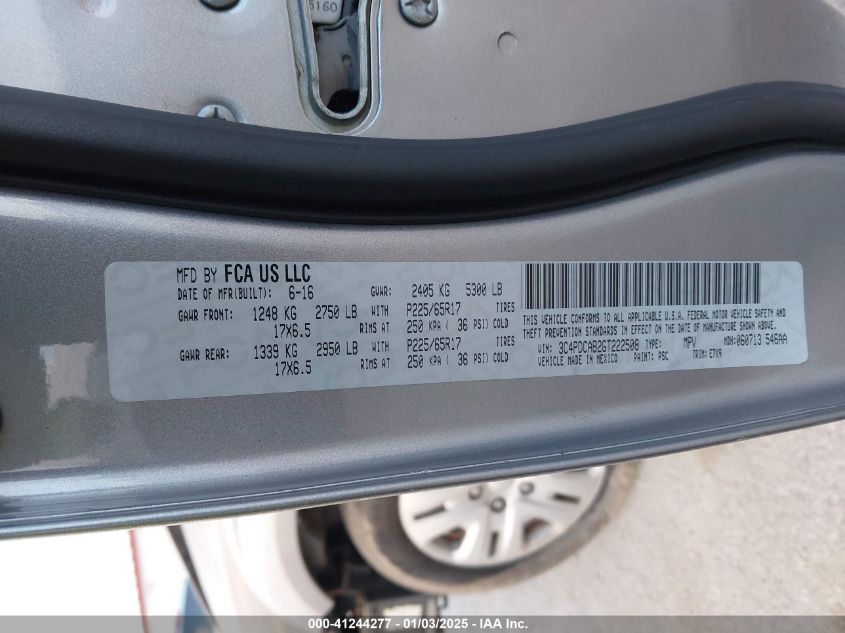 5160
MFD BY FCA US LLC
DATE OF MFR(BUILT): 6-16 GVWR: 2405 KG 5300 LB
GAWR FRONT: 1248 KG 2750 LB WITH P225/65R17 TIRES
17X6.5 RIMS AT 250 KPA ( 36 PSI) COLD
GAWR REAR: 1339 KG 2950 LB WITH P225/65R17 TIRES
17X6.5 RIMS AT 250 KPA ( 36 PSI) COLD
THIS VEHICLE CONFORMS TO ALL APPLICABLE U.S.A. FEDERAL MOTOR VEHICLE SAFETY AND
THEFT PREVENTION STANDARDS IN EFFECT ON THE DATE OF MANUFACTURE SHOWN ABOVE.
VIN: 3C4PDCAB2GT222508 TYPE: MPV MDH: 060713 546AA
VEHICLE MADE IN MEXICO PAINT: PSC TRIM: E7X9
000-41244277 - 01/03/2025 - IAA Inc.